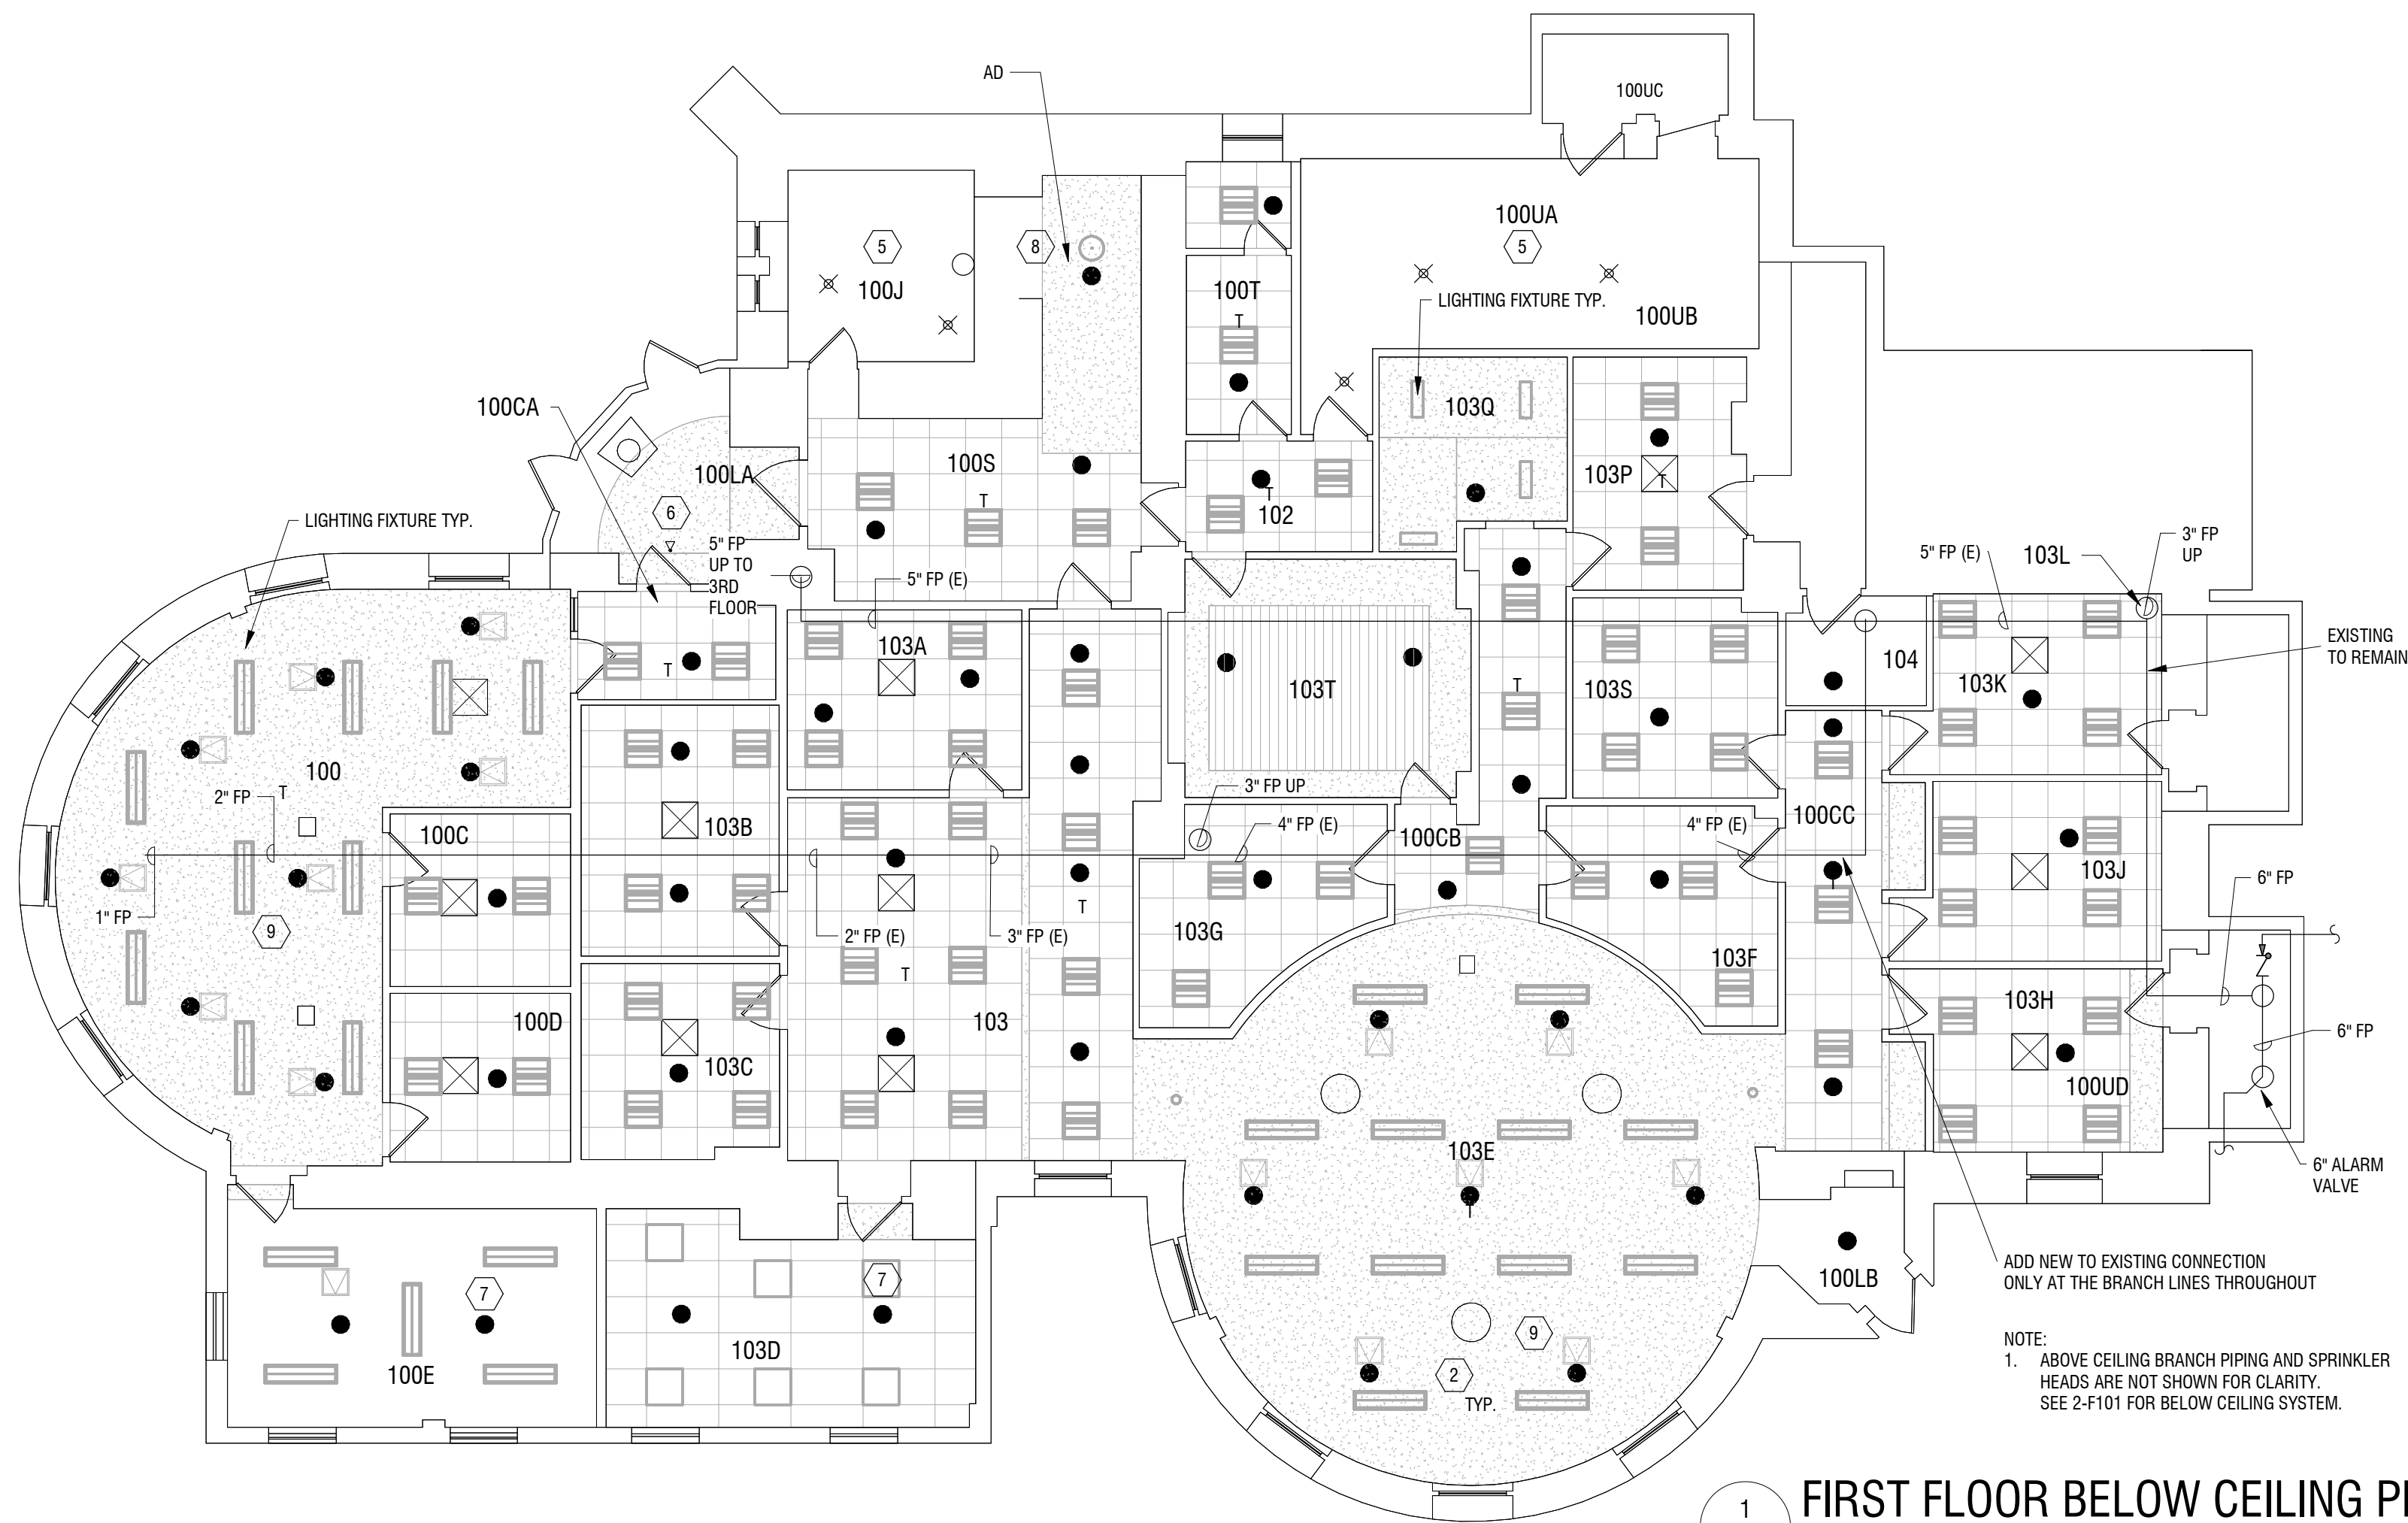 AD
100UC
100UA
5
8
5
100J
100T
T
LIGHTING FIXTURE TYP.
100UB
100CA
103Q
100LA
100S
103P
T
T
T
102
6
LIGHTING FIXTURE TYP.
5" FP
UP TO
3RD
FLOOR
5" FP (E)
5" FP (E)
103L
3" FP
UP
EXISTING
TO REMAIN
103A
104
T
103T
T
103S
103K
100
2" FP
T
3" FP UP
100C
103B
4" FP (E)
100CB
4" FP (E)
100CC
103J
T
6" FP
1" FP
9
T
2" FP (E)
3" FP (E)
103G
T
103F
100D
103
103H
6" FP
103C
100UD
103E
T
6" ALARM
VALVE
7
7
100LB
ADD NEW TO EXISTING CONNECTION
ONLY AT THE BRANCH LINES THROUGHOUT
103D
100E
9
2
TYP.
NOTE:
1. ABOVE CEILING BRANCH PIPING AND SPRINKLER
HEADS ARE NOT SHOWN FOR CLARITY.
SEE 2-F101 FOR BELOW CEILING SYSTEM.
1
FIRST FLOOR BELOW CEILING